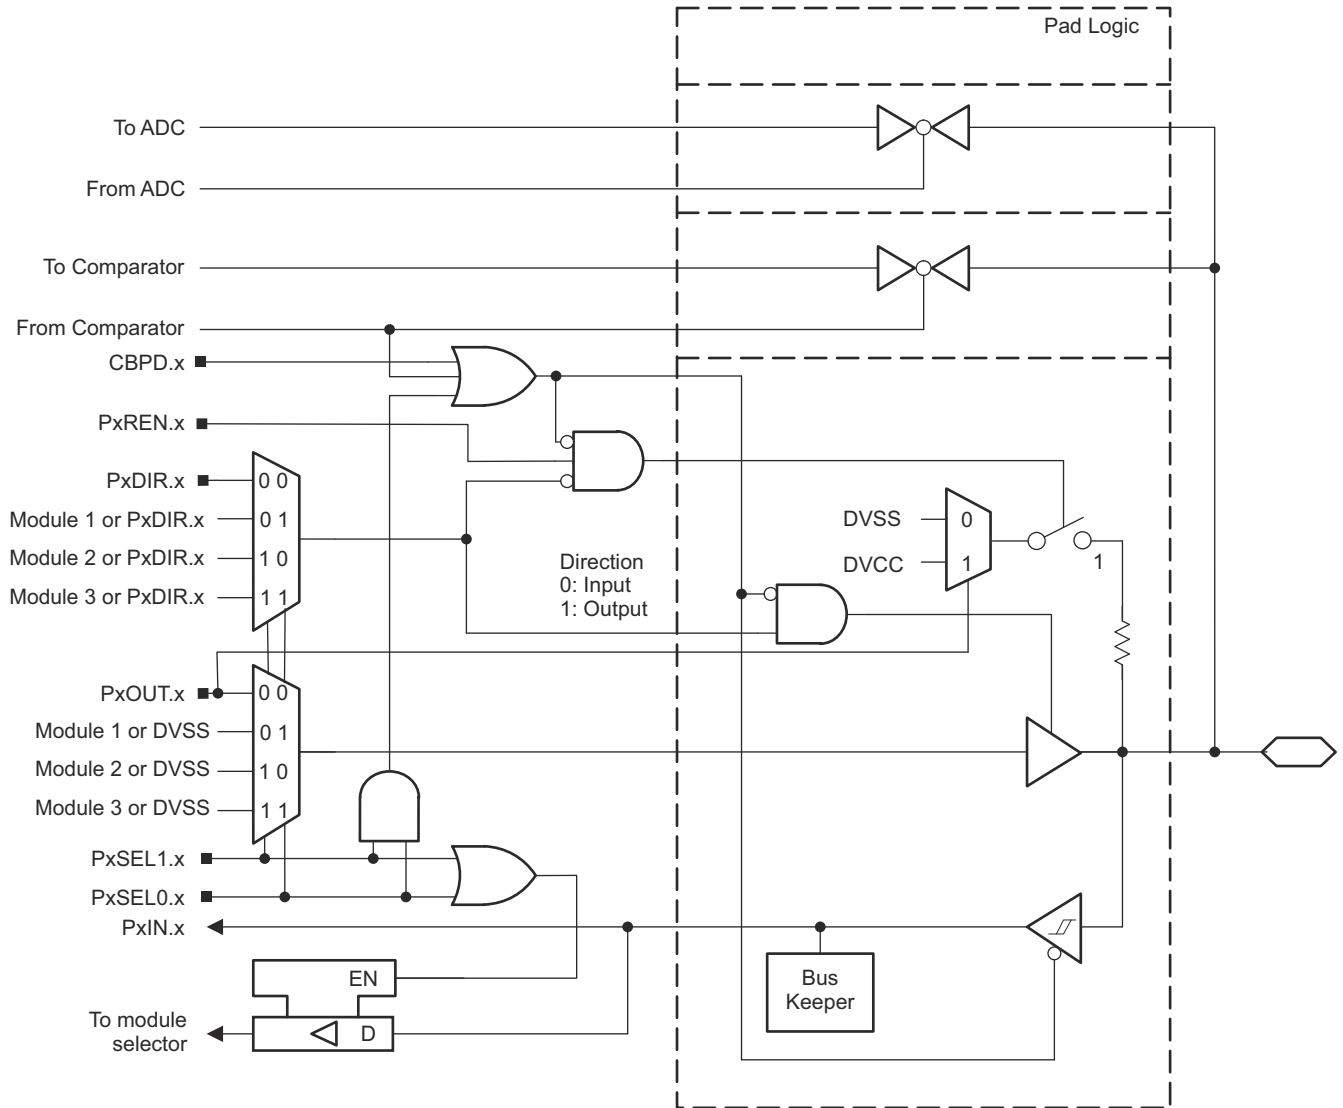 Pad Logic
To ADC
From ADC
To Comparator
From Comparator
CBPD.x
PxREN.x
PxDIR.x
0 0
Module 1 or PxDIR.x
0 1
Module 2 or PxDIR.x
1 0
Module 3 or PxDIR.x
1 1
Direction
0: Input
1: Output
DVSS
0
DVCC
1
1
PxOUT.x
0 0
Module 1 or DVSS
0 1
Module 2 or DVSS
1 0
Module 3 or DVSS
1 1
PxSEL1.x
PxSEL0.x
PxIN.x
EN
D
To module
selector
Bus
Keeper